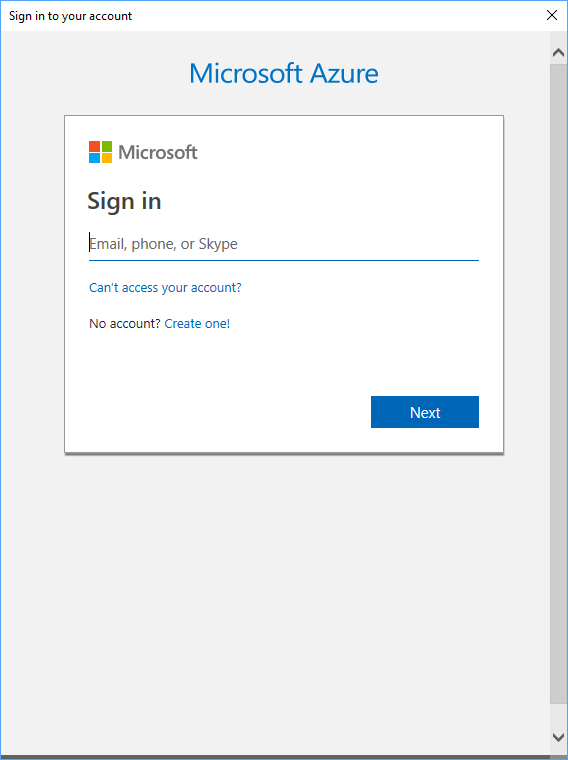 Sign in to your account
Microsoft Azure
Microsoft
Sign in
Email, phone, or Skype
Can't access your account?
No account? Create one!
Next